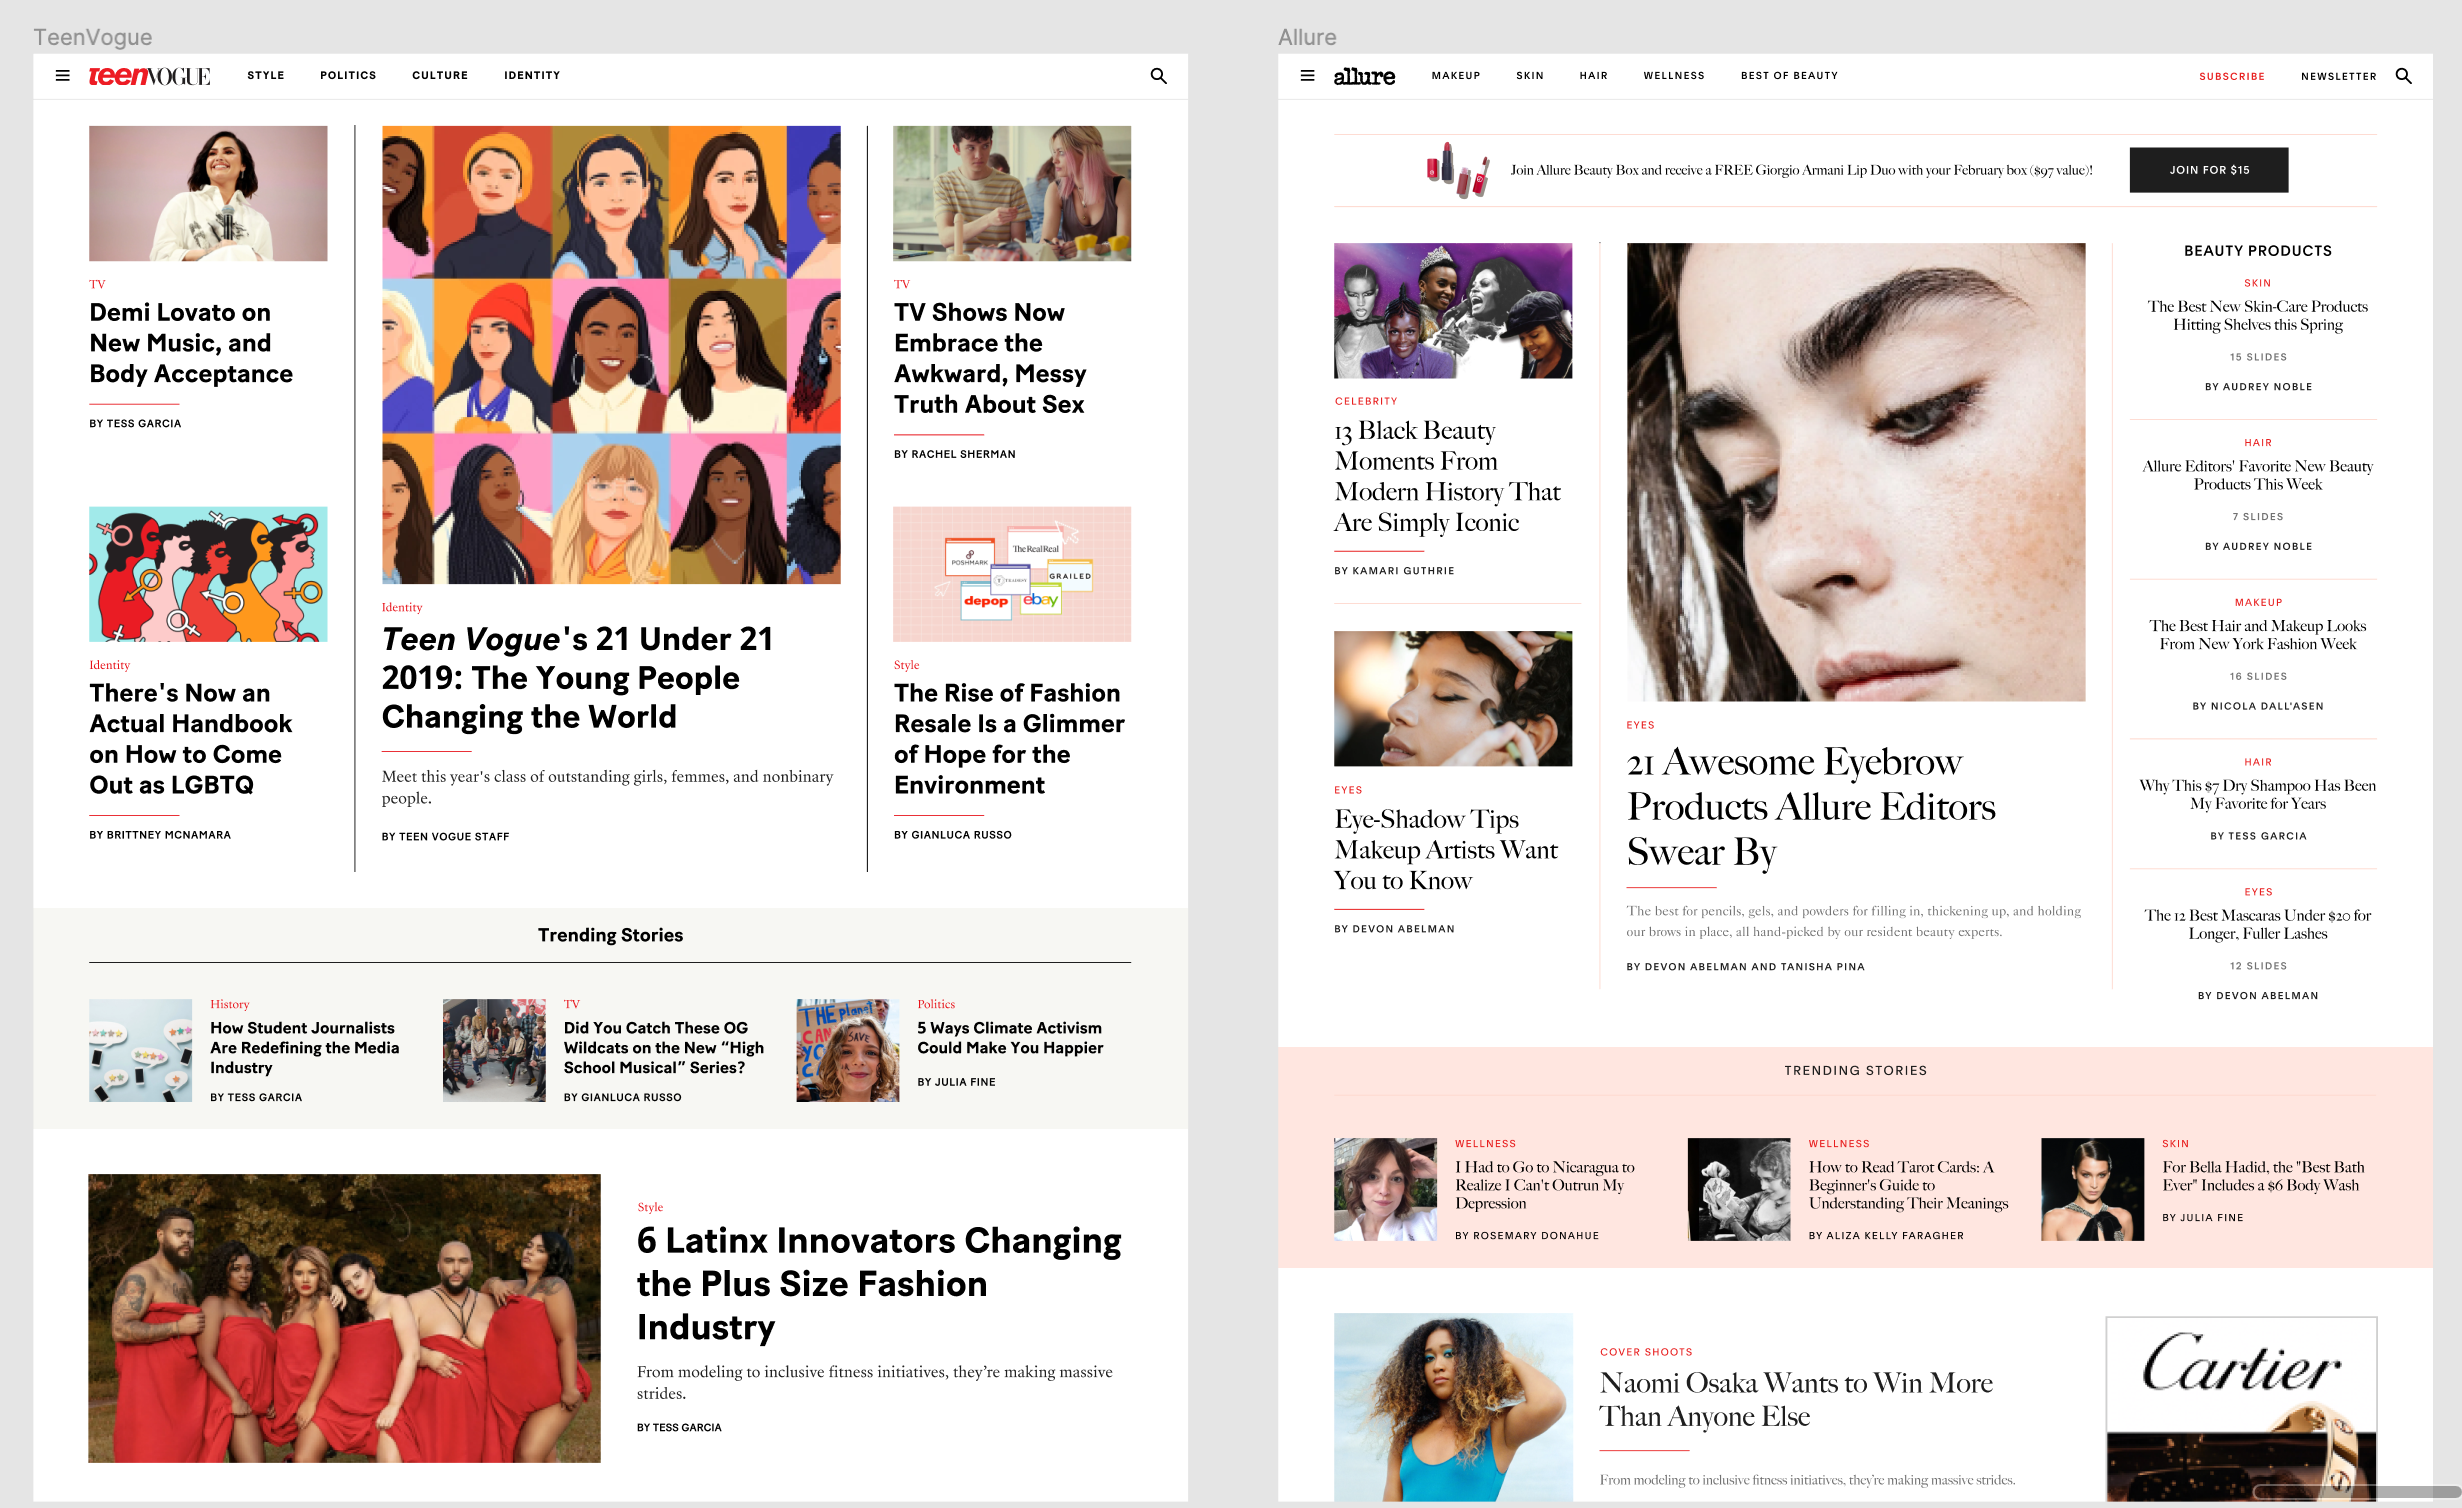 TeenVogue
teen VOGUE
STYLE
POLITICS
CULTURE
IDENTITY
TV
Demi Lovato on
New Music, and
Body Acceptance
BY TESS GARCIA
Identity
There's Now an
Actual Handbook
on How to Come
Out as LGBTQ
BY BRITTNEY MCNAMARA
Identity
Teen Vogue's 21 Under 21
2019: The Young People
Changing the World
Meet this year's class of outstanding girls, femmes, and nonbinary
people.
BY TEEN VOGUE STAFF
TV
TV Shows Now
Embrace the
Awkward, Messy
Truth About Sex
BY RACHEL SHERMAN
POSHMARK
The RealReal
GRAILED
depop
ebay
Style
The Rise of Fashion
Resale Is a Glimmer
of Hope for the
Environment
BY GIANLUCA RUSSO
Trending Stories
History
How Student Journalists
Are Redefining the Media
Industry
BY TESS GARCIA
TV
Did You Catch These OG
Wildcats on the New “High
School Musical” Series?
BY GIANLUCA RUSSO
THE planet
CAN
SAVE
Politics
5 Ways Climate Activism
Could Make You Happier
BY JULIA FINE
Style
6 Latinx Innovators Changing
the Plus Size Fashion
Industry
From modeling to inclusive fitness initiatives, they’re making massive
strides.
BY TESS GARCIA
Allure
allure
MAKEUP
SKIN
HAIR
WELLNESS
BEST OF BEAUTY
SUBSCRIBE
NEWSLETTER
Join Allure Beauty Box and receive a FREE Giorgio Armani Lip Duo with your February box ($97 value)!
JOIN FOR $15
CELEBRITY
13 Black Beauty
Moments From
Modern History That
Are Simply Iconic
BY KAMARI GUTHRIE
EYES
Eye-Shadow Tips
Makeup Artists Want
You to Know
BY DEVON ABELMAN
EYES
21 Awesome Eyebrow
Products Allure Editors
Swear By
The best for pencils, gels, and powders for filling in, thickening up, and holding
our brows in place, all hand-picked by our resident beauty experts.
BY DEVON ABELMAN AND TANISHA PINA
BEAUTY PRODUCTS
SKIN
The Best New Skin-Care Products
Hitting Shelves this Spring
15 SLIDES
BY AUDREY NOBLE
HAIR
Allure Editors' Favorite New Beauty
Products This Week
7 SLIDES
BY AUDREY NOBLE
MAKEUP
The Best Hair and Makeup Looks
From New York Fashion Week
16 SLIDES
BY NICOLA DALL'ASEN
HAIR
Why This $7 Dry Shampoo Has Been
My Favorite for Years
BY TESS GARCIA
EYES
The 12 Best Mascaras Under $20 for
Longer, Fuller Lashes
12 SLIDES
BY DEVON ABELMAN
TRENDING STORIES
WELLNESS
I Had to Go to Nicaragua to
Realize I Can't Outrun My
Depression
BY ROSEMARY DONAHUE
WELLNESS
How to Read Tarot Cards: A
Beginner's Guide to
Understanding Their Meanings
BY ALIZA KELLY FARAGHER
SKIN
For Bella Hadid, the "Best Bath
Ever" Includes a $6 Body Wash
BY JULIA FINE
COVER SHOOTS
Naomi Osaka Wants to Win More
Than Anyone Else
From modeling to inclusive fitness initiatives, they’re making massive strides.
Cartier